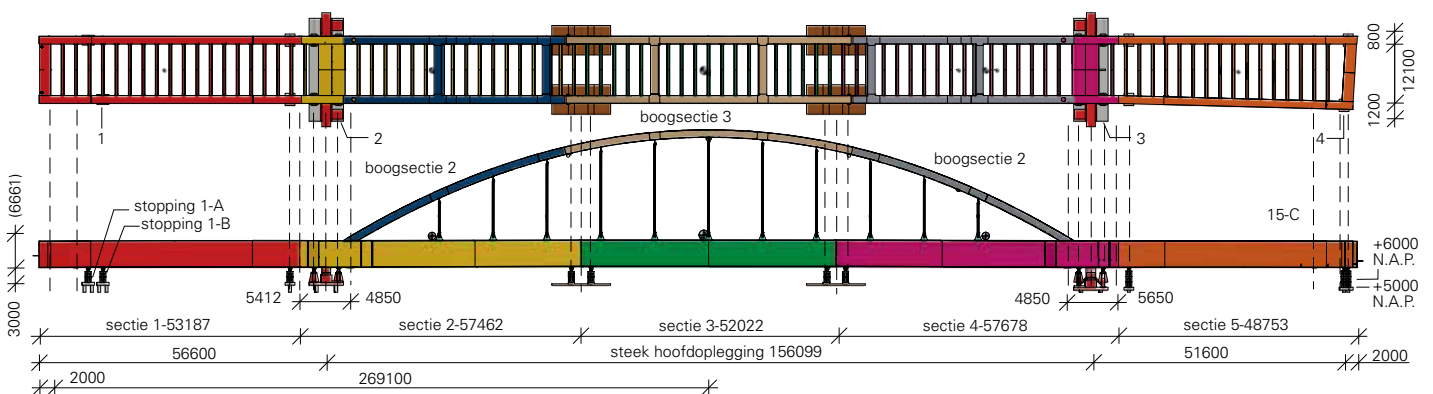 800
12100
1200
1
2
3
4
boogsectie 3
boogsectie 2
boogsectie 2
(6661)
stopping 1-A
stopping 1-B
15-C
+6000
N.A.P.
+5000
N.A.P.
3000
5412
4850
4850
5650
sectie 1-53187
sectie 2-57462
sectie 3-52022
sectie 4-57678
sectie 5-48753
56600
steek hoofdoplegging 156099
51600
2000
2000
269100